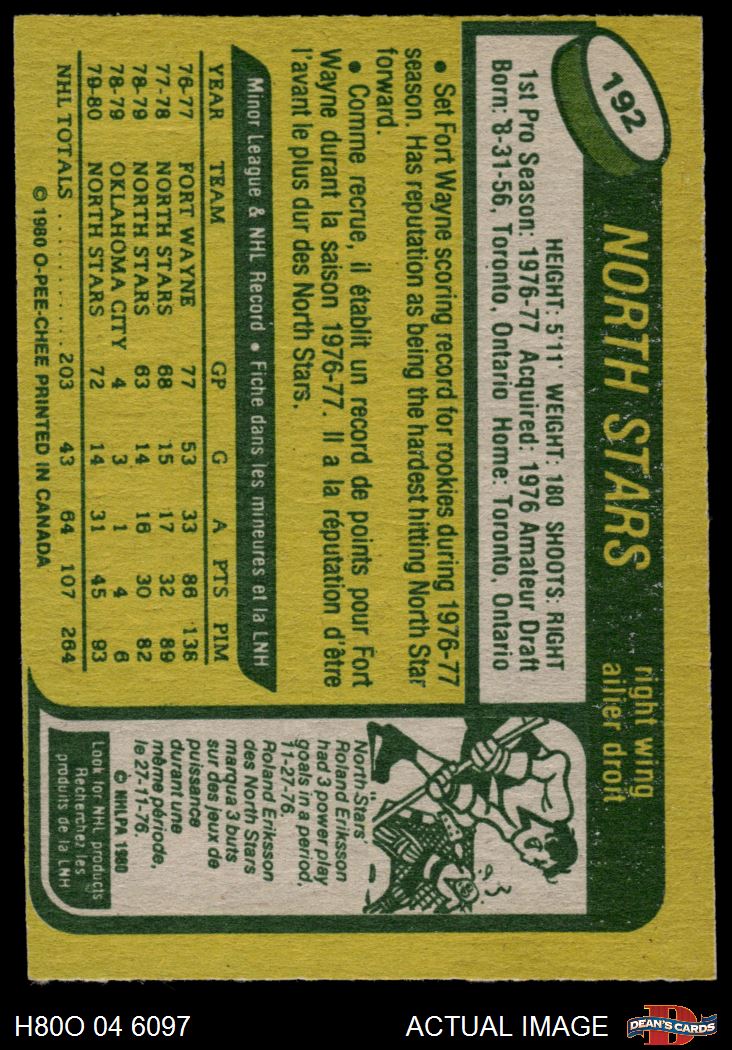 192
NORTH STARS
right wing
ailier droit
HEIGHT: 5'11" WEIGHT: 180 SHOOTS: RIGHT
1st Pro Season: 1976-77 Acquired: 1976 Amateur Draft
Born: 8-31-56, Toronto, Ontario Home: Toronto, Ontario
• Set Fort Wayne scoring record for rookies during 1976-77
season. Has reputation as being the hardest hitting North Star
forward.
• Comme recrue, il établit un record de points pour Fort
Wayne durant la saison 1976-77. Il a la réputation d'être
l'avant le plus dur des North Stars.
Minor League & NHL Record • Fiche dans les mineures et la LNH
YEAR TEAM GP G A PTS PIM
76-77 FORT WAYNE 77 53 33 86 138
77-78 NORTH STARS 68 15 17 32 89
78-79 NORTH STARS 63 14 16 30 82
78-79 OKLAHOMA CITY 4 3 1 4 6
79-80 NORTH STARS 72 14 31 45 93
NHL TOTALS .......... 203 43 64 107 264
© 1980 O-PEE-CHEE PRINTED IN CANADA
North Stars'
Roland Eriksson
had 3 power play
goals in a period,
11-27-76.
Roland Eriksson
des North Stars
marqua 3 buts
sur des jeux de
puissance
durant une
même période,
le 27-11-76.
© NHLPA 1980
Look for NHL products
Recherchez les
produits de la LNH
H80O 04 6097
ACTUAL IMAGE
D
DEAN'S CARDS